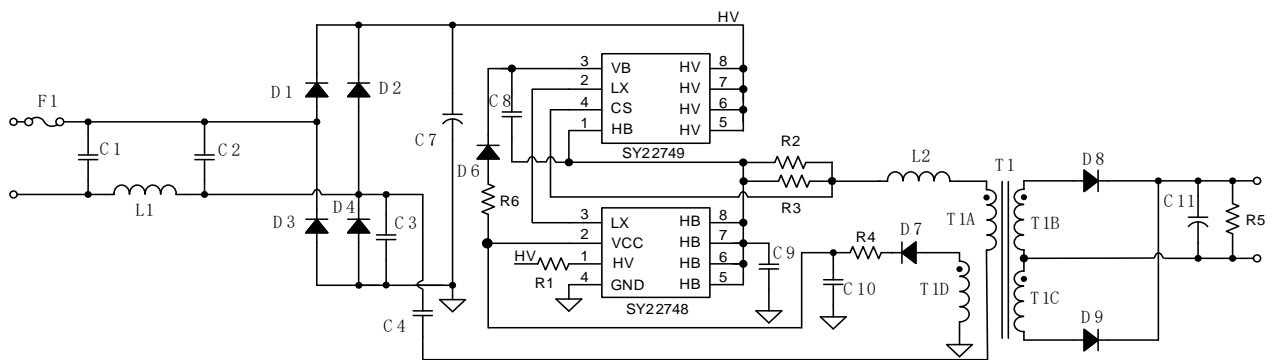 HV
F1
D1
D2
C1
C2
C7
L1
D3
D4
C3
C4
3 VB HV 8
2 LX HV 7
4 CS HV 6
1 HB HV 5
SY22749
C8
D6
R6
R2
R3
L2
3 LX HB 8
2 VCC HB 7
1 HV HB 6
4 GND HB 5
SY22748
HV
R1
C9
C10
R4
D7
T1D
T1
T1A
T1B
T1C
D8
D9
C11
R5